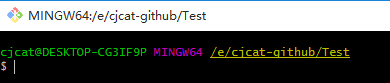 MINGW64:/e/cjcat-github/Test
cjcat@DESKTOP-CG3IF9P MINGW64 /e/cjcat-github/Test
$